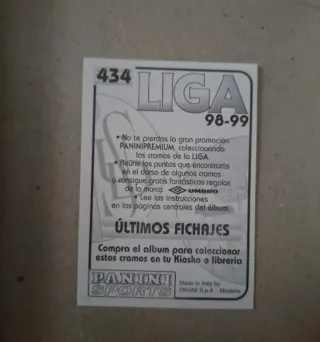 434
LIGA
98-99
• No te pierdas la gran promoción
PANINIPREMIUM, coleccionando
los cromos de la LIGA.
• Reúne los puntos que encontrarás
en el dorso de algunos cromos
y consigue gratis fantásticos regalos
de la marca UMBRO
• Lee las instrucciones
en las páginas centrales del álbum.
ÚLTIMOS FICHAJES
Compra el album para coleccionar
estos cromos en tu Kiosko o librería
PANINI
SPORTS
Made in Italy by
PANINI S.p.A. - Modena